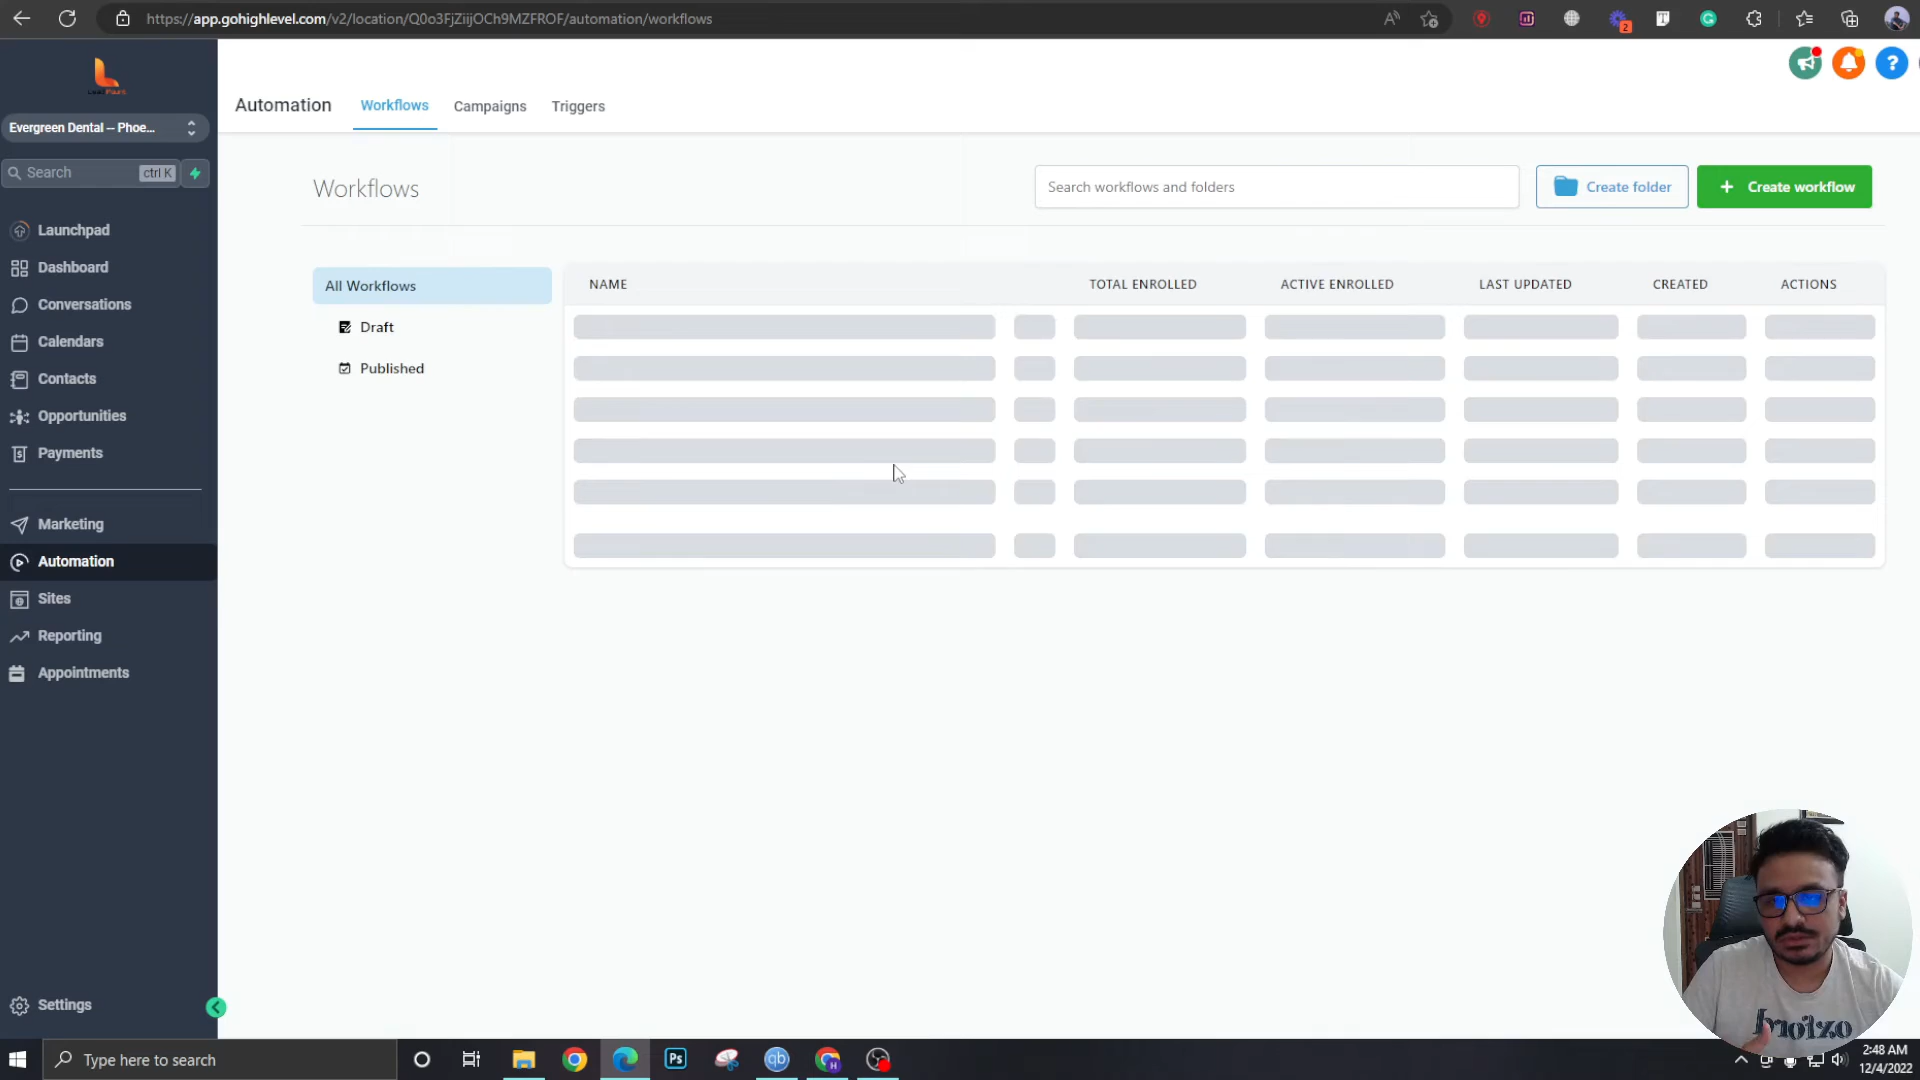 https://app.gohighlevel.com/v2/location/Q0o3FjZiijOCh9MZFROF/automation/workflows
2
Evergreen Dental – Phoe...
Search
ctrl K
Launchpad
Dashboard
Conversations
Calendars
Contacts
Opportunities
Payments
Marketing
Automation
Sites
Reporting
Appointments
Settings
Automation
Workflows
Campaigns
Triggers
Workflows
Search workflows and folders
Create folder
+ Create workflow
All Workflows
Draft
Published
NAME
TOTAL ENROLLED
ACTIVE ENROLLED
LAST UPDATED
CREATED
ACTIONS
Type here to search
Ps
qb
H
2:48 AM
12/4/2022